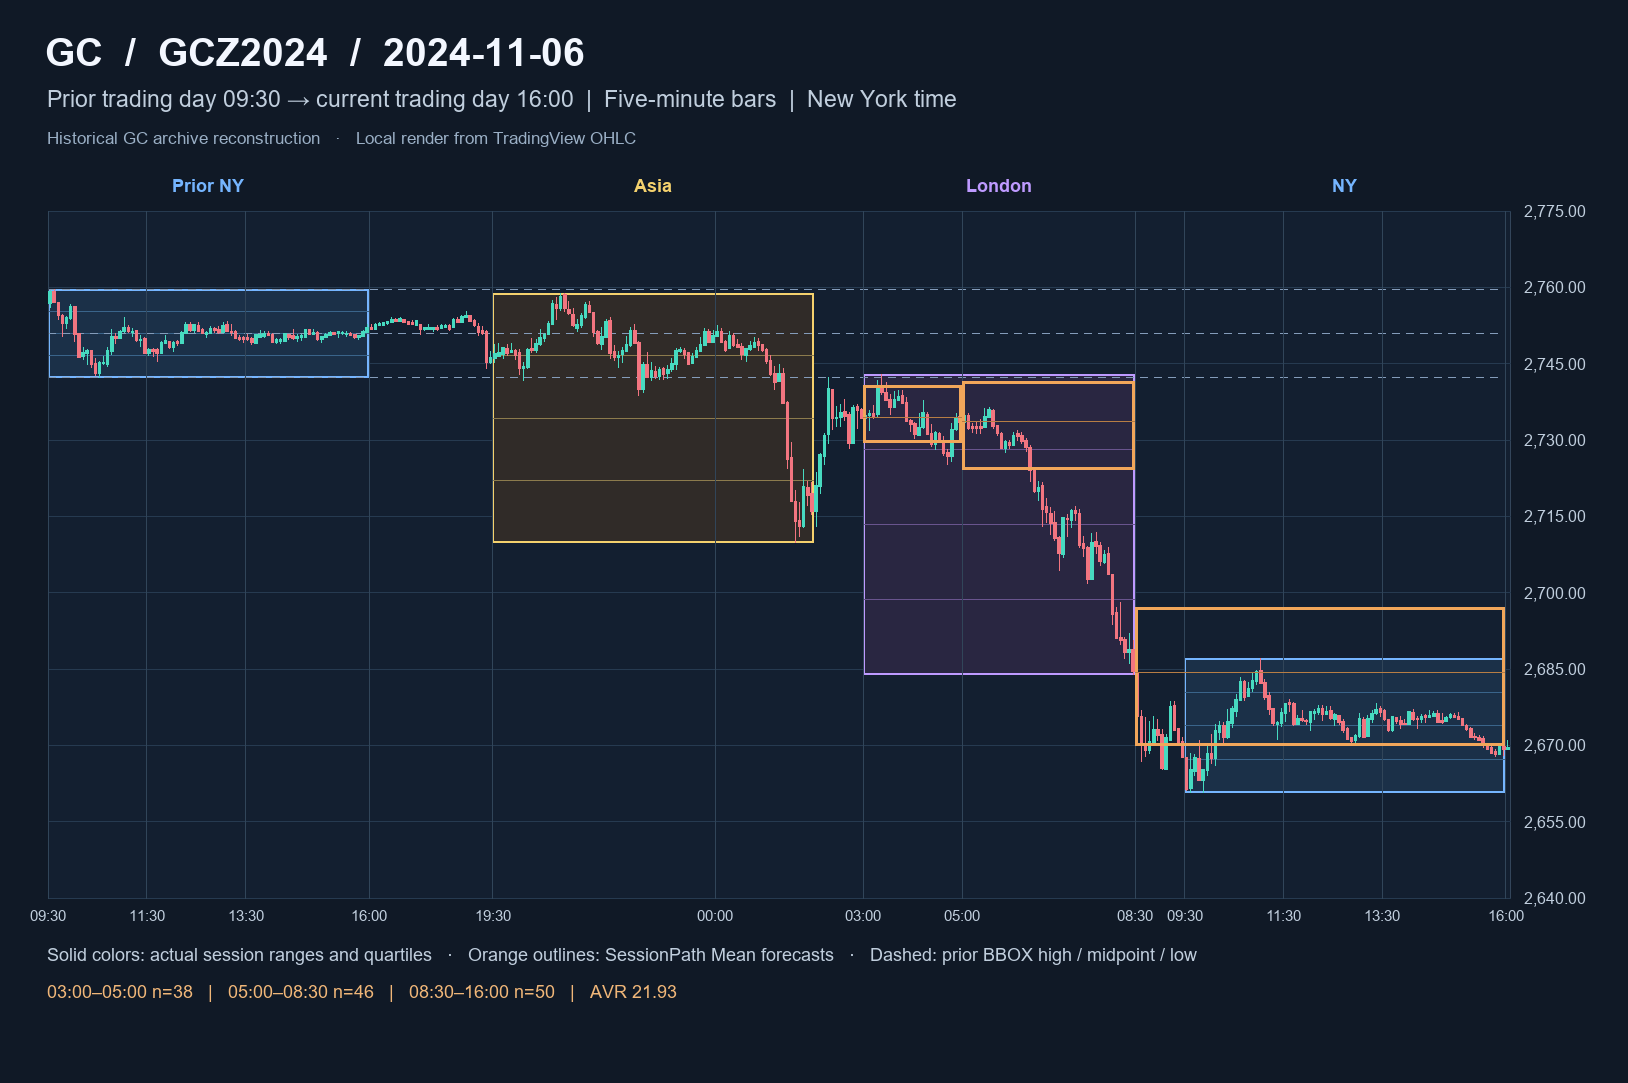 GC / GCZ2024 / 2024-11-06
Prior trading day 09:30 → current trading day 16:00 | Five-minute bars | New York time
Historical GC archive reconstruction · Local render from TradingView OHLC
Prior NY Asia London NY
2,775.00
2,760.00
2,745.00
2,730.00
2,715.00
2,700.00
2,685.00
2,670.00
2,655.00
2,640.00
09:30 11:30 13:30 16:00 19:30 00:00 03:00 05:00 08:30 09:30 11:30 13:30 16:00
Solid colors: actual session ranges and quartiles · Orange outlines: SessionPath Mean forecasts · Dashed: prior BBOX high / midpoint / low
03:00–05:00 n=38 | 05:00–08:30 n=46 | 08:30–16:00 n=50 | AVR 21.93